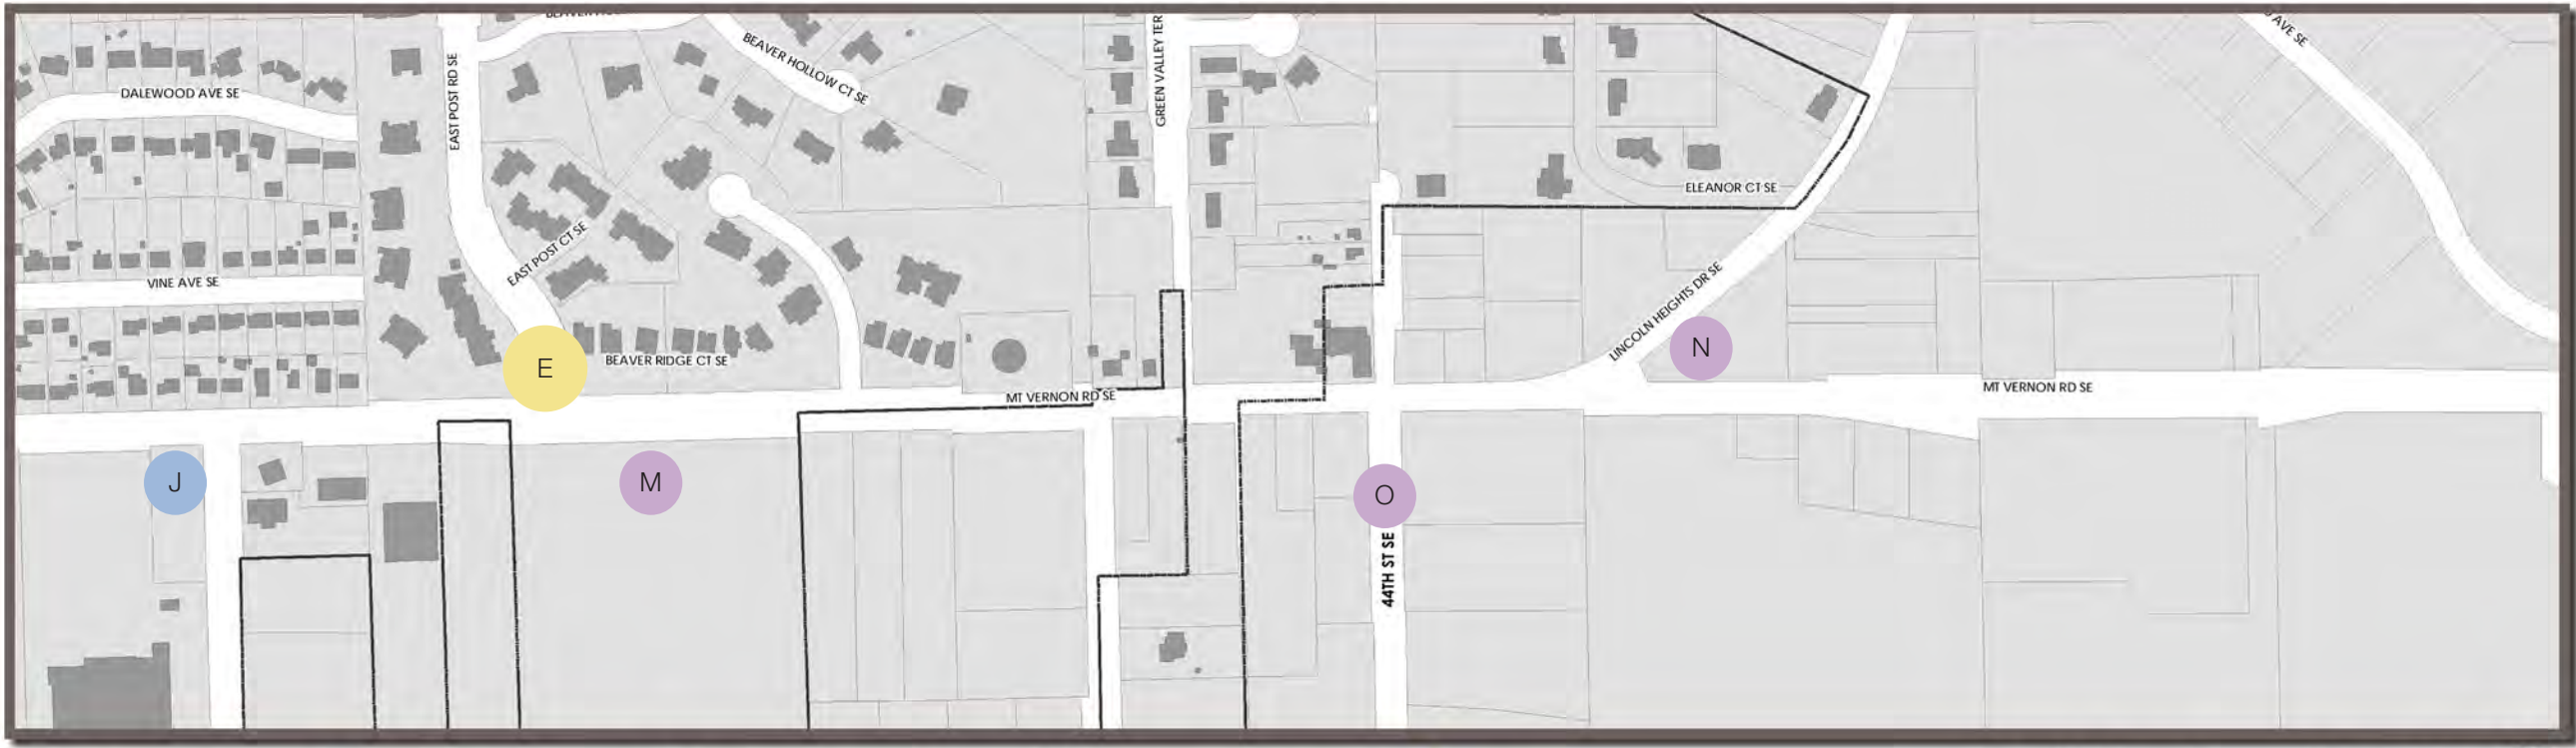 BEAVER HOLLOW CT SE
DALEWOOD AVE SE
EAST POST RD SE
GREEN VALLEY TER
AVE SE
ELEANOR CT SE
EAST POST CT SE
VINE AVE SE
LINCOLN HEIGHTS DR SE
N
E
BEAVER RIDGE CT SE
MT VERNON RD SE
MT VERNON RD SE
J
M
O
44TH ST SE